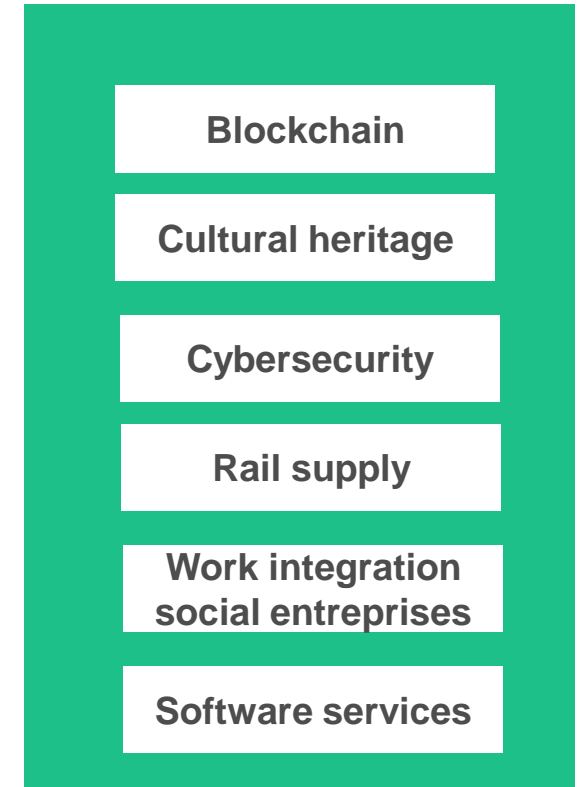 Blockchain
Cultural heritage
Cybersecurity
Rail supply
Work integration
social entreprises
Software services